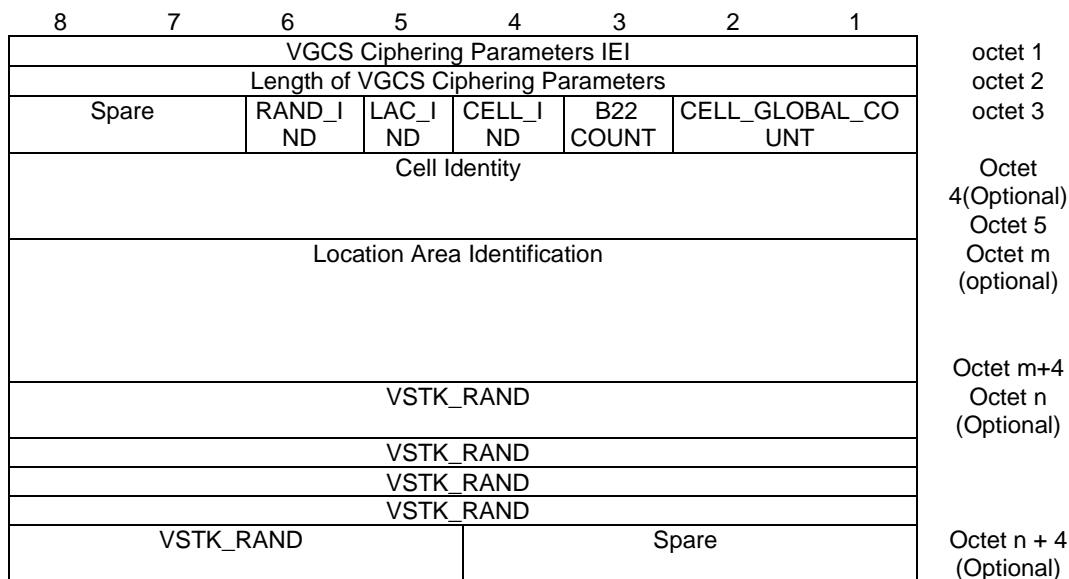 8 7 6 5 4 3 2 1
VGCS Ciphering Parameters IEI octet 1
Length of VGCS Ciphering Parameters octet 2
Spare RAND_I LAC_I CELL_I B22 CELL_GLOBAL_CO octet 3
ND ND ND COUNT UNT
Cell Identity Octet
4(Optional)
Octet 5
Location Area Identification Octet m
(optional)
Octet m+4
VSTK_RAND Octet n
(Optional)
VSTK_RAND
VSTK_RAND
VSTK_RAND
VSTK_RAND Spare Octet n + 4
(Optional)